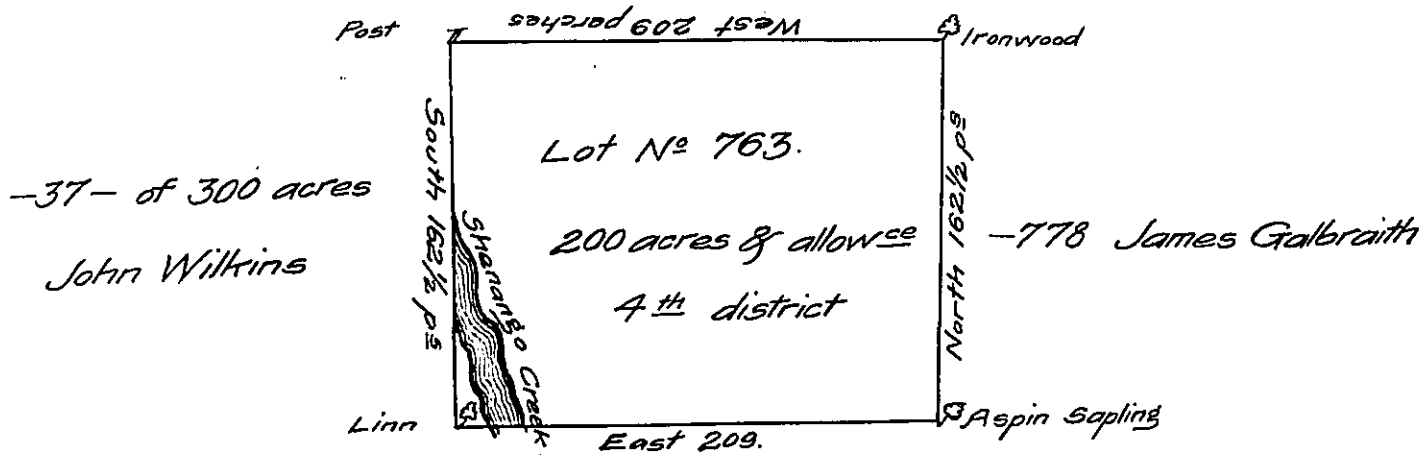 Post
West 209 perches
Ironwood
South 162½ pˢ
Lot Nº 763.
North 162½ pˢ
-37- of 300 acres
John Wilkins
200 acres & allowᶜᵉ
4ᵗʰ district
-778 James Galbraith
Shanango Creek
Linn
East 209.
Aspin Sapling